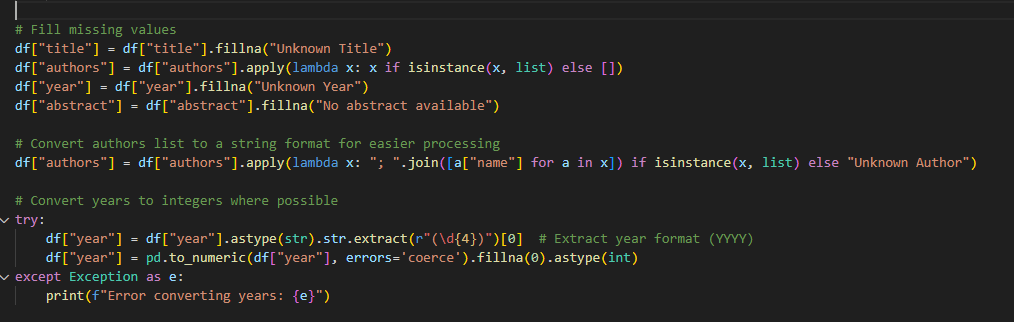 # Fill missing values
df["title"] = df["title"].fillna("Unknown Title")
df["authors"] = df["authors"].apply(lambda x: x if isinstance(x, list) else [])
df["year"] = df["year"].fillna("Unknown Year")
df["abstract"] = df["abstract"].fillna("No abstract available")
# Convert authors list to a string format for easier processing
df["authors"] = df["authors"].apply(lambda x: "; ".join([a["name"] for a in x]) if isinstance(x, list) else "Unknown Author")
# Convert years to integers where possible
try:
    df["year"] = df["year"].astype(str).str.extract(r"(\d{4})")[0]  # Extract year format (YYYY)
    df["year"] = pd.to_numeric(df["year"], errors='coerce').fillna(0).astype(int)
except Exception as e:
    print(f"Error converting years: {e}")